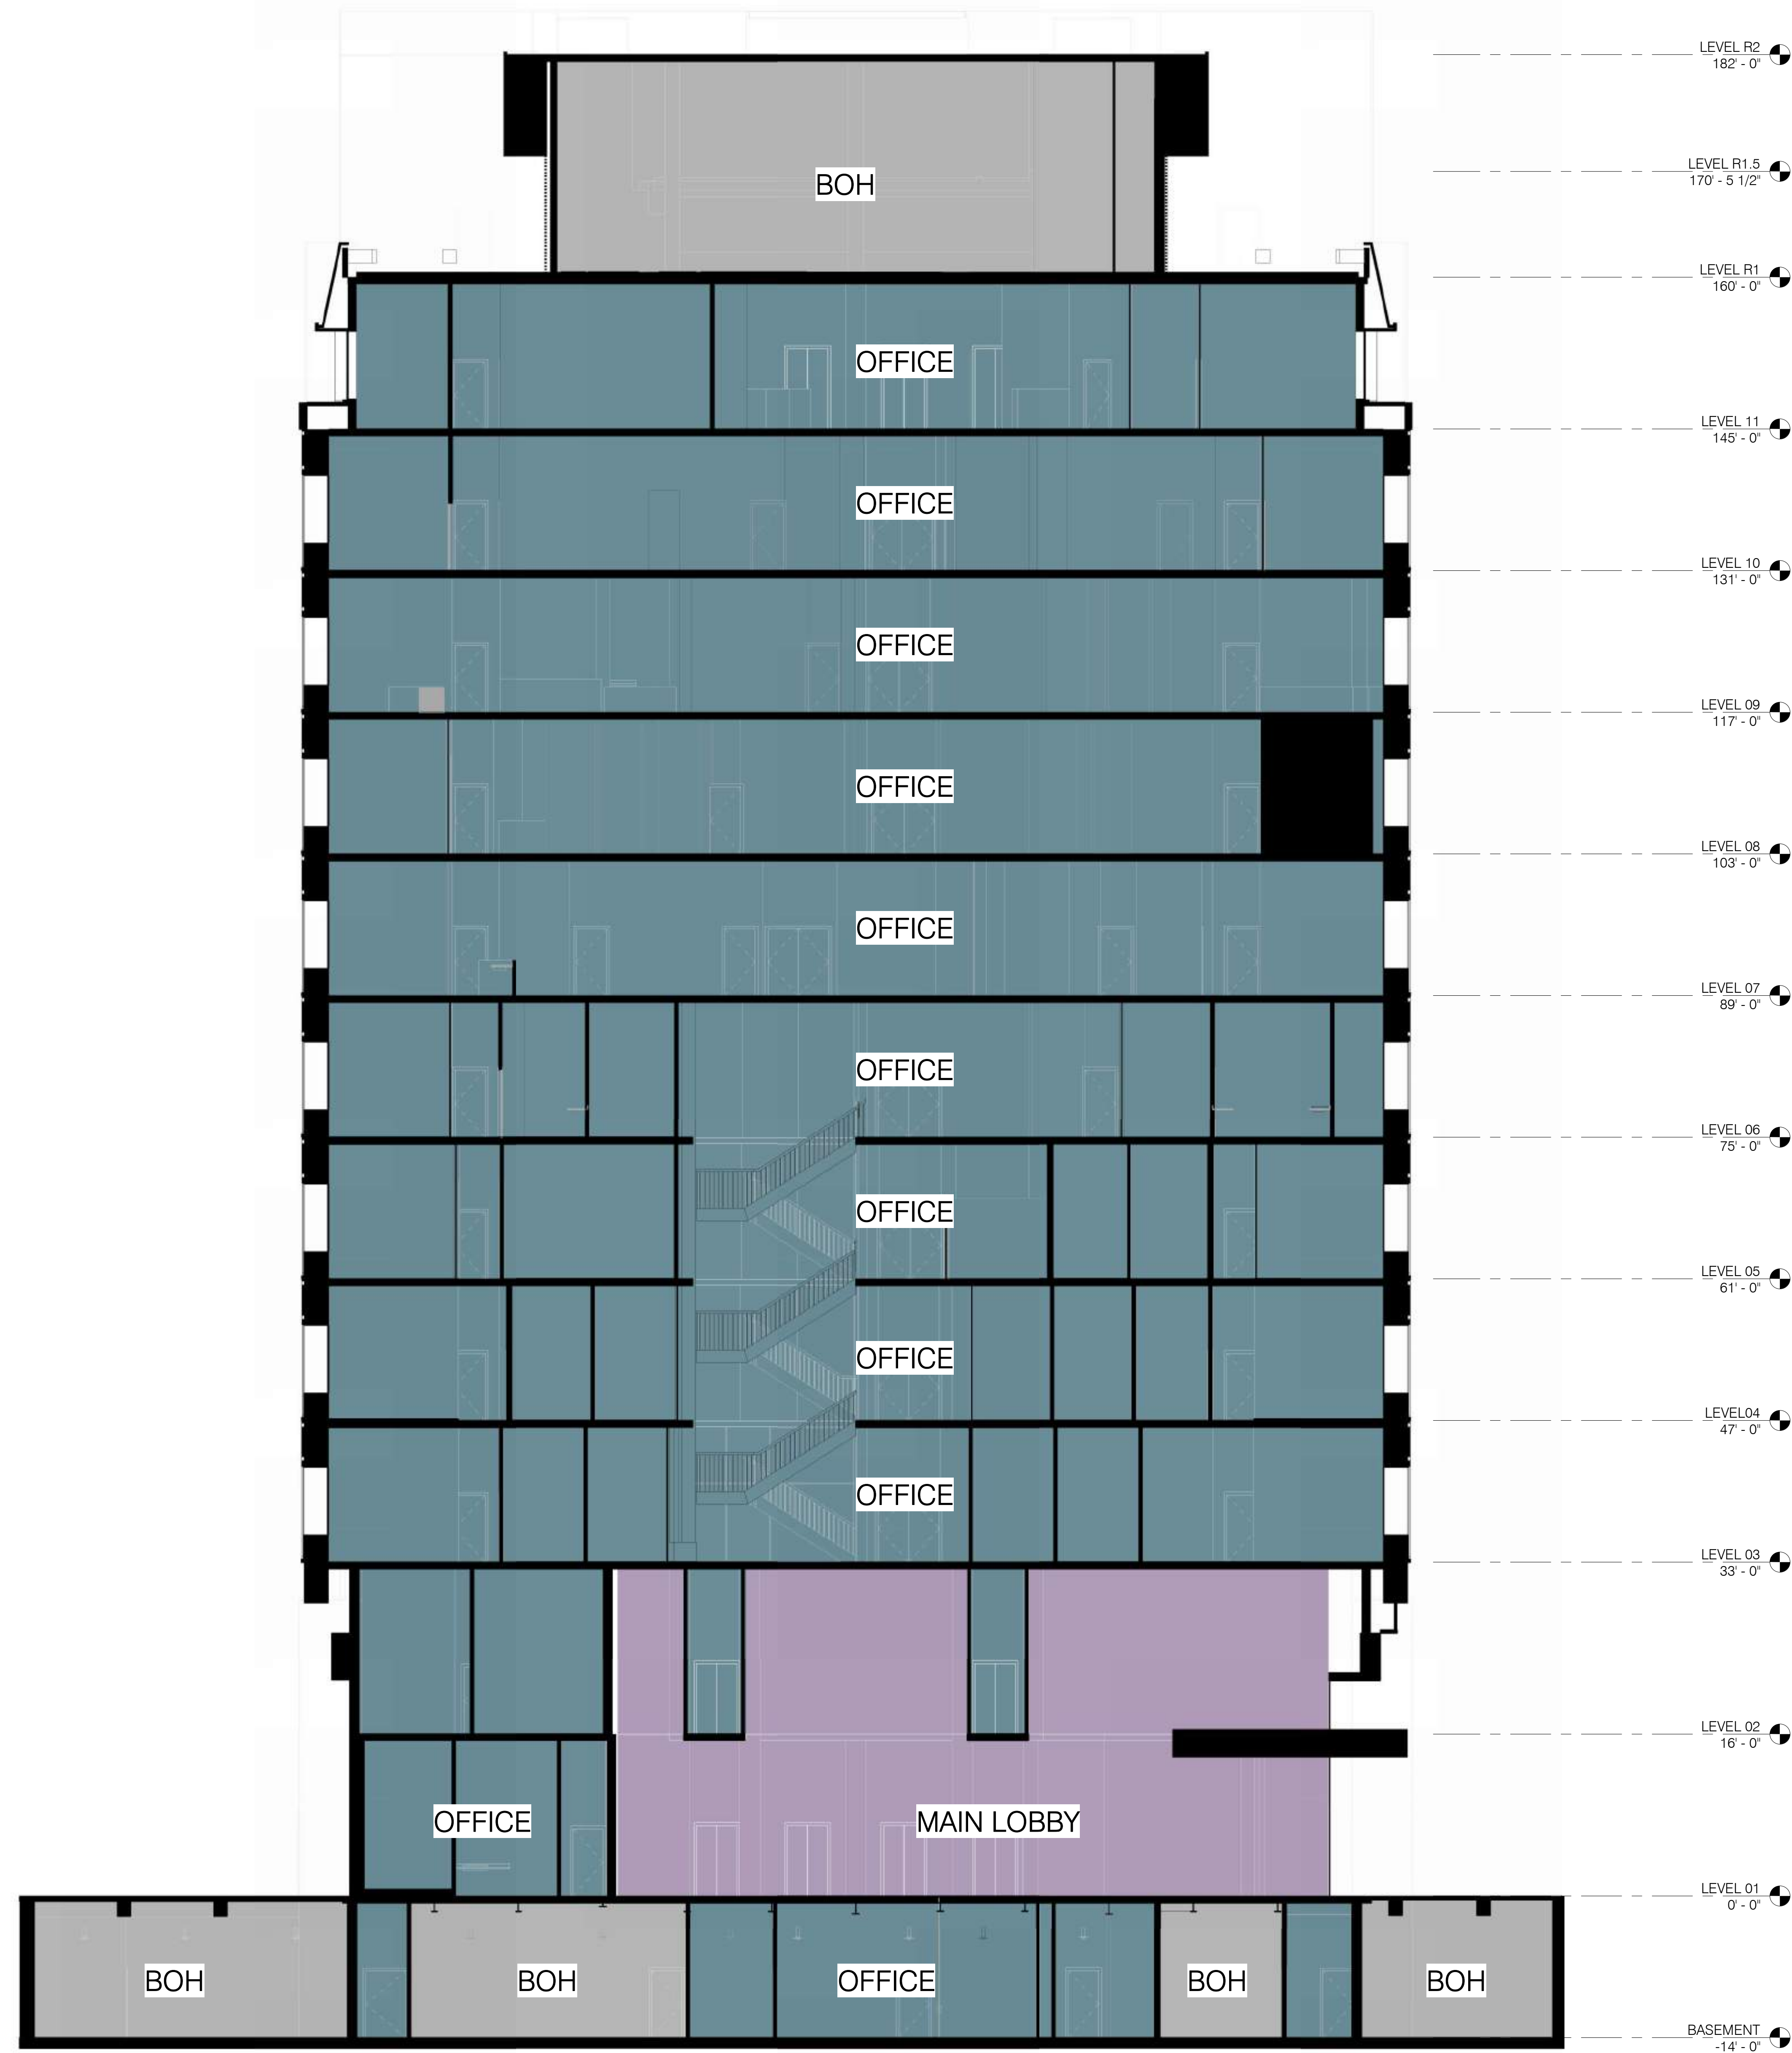 LEVEL R2
182' - 0"
LEVEL R1.5
170' - 5 1/2"
BOH
LEVEL R1
160' - 0"
OFFICE
LEVEL 11
145' - 0"
OFFICE
LEVEL 10
131' - 0"
OFFICE
LEVEL 09
117' - 0"
OFFICE
LEVEL 08
103' - 0"
OFFICE
LEVEL 07
89' - 0"
OFFICE
LEVEL 06
75' - 0"
OFFICE
LEVEL 05
61' - 0"
OFFICE
LEVEL04
47' - 0"
OFFICE
LEVEL 03
33' - 0"
LEVEL 02
16' - 0"
OFFICE MAIN LOBBY
LEVEL 01
0' - 0"
BOH BOH OFFICE BOH BOH
BASEMENT
-14' - 0"